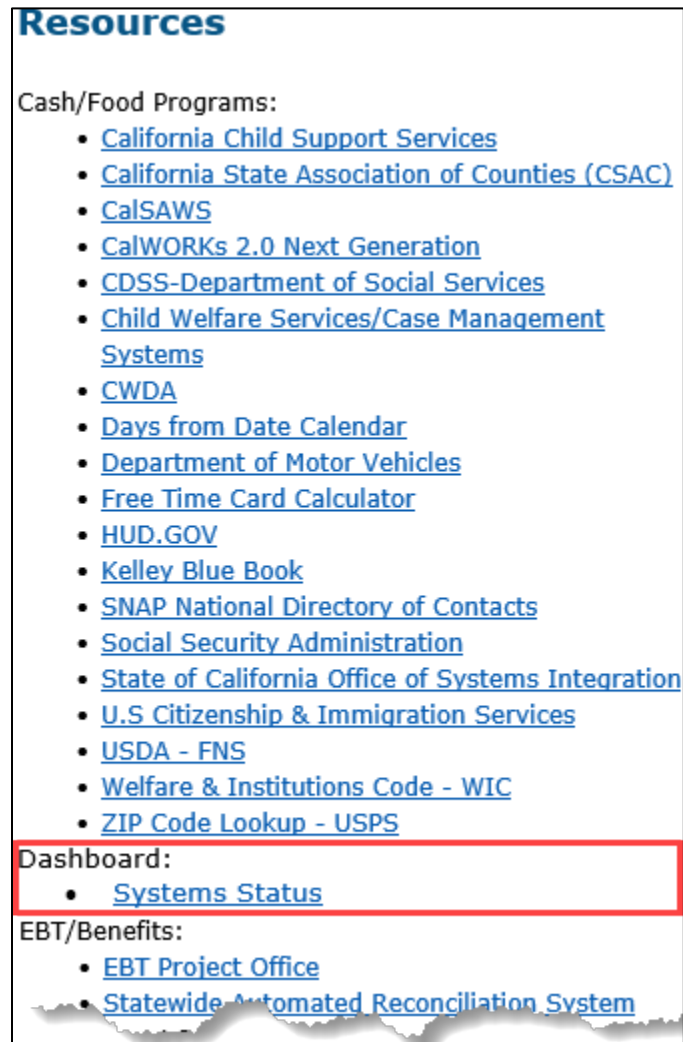 Resources
Cash/Food Programs:
• California Child Support Services
• California State Association of Counties (CSAC)
• CalSAWS
• CalWORKs 2.0 Next Generation
• CDSS-Department of Social Services
• Child Welfare Services/Case Management
Systems
• CWDA
• Days from Date Calendar
• Department of Motor Vehicles
• Free Time Card Calculator
• HUD.GOV
• Kelley Blue Book
• SNAP National Directory of Contacts
• Social Security Administration
• State of California Office of Systems Integration
• U.S Citizenship & Immigration Services
• USDA - FNS
• Welfare & Institutions Code - WIC
• ZIP Code Lookup - USPS
Dashboard:
• Systems Status
EBT/Benefits:
• EBT Project Office
• Statewide Automated Reconciliation System